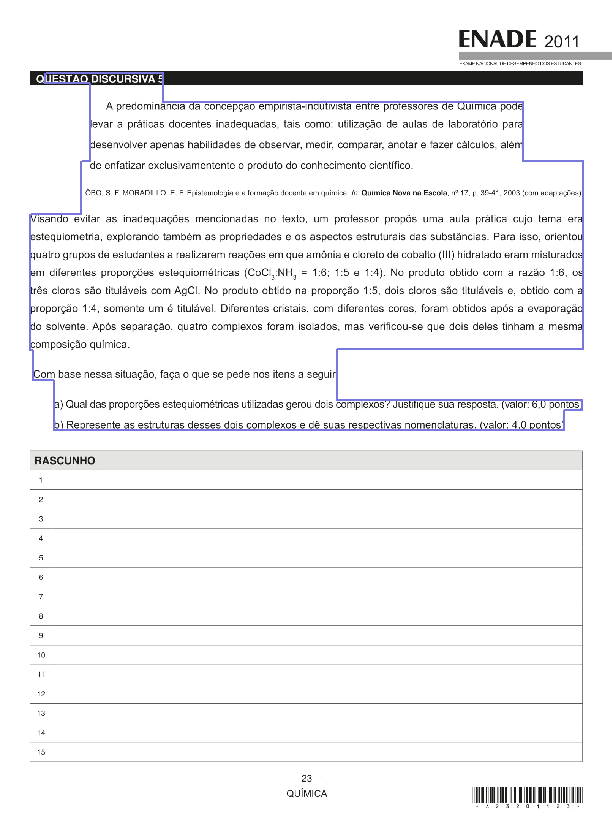 ENADE 2011
EXAME NACIONAL DE DESEMPENHO DOS ESTUDANTES
QUESTÃO DISCURSIVA 5
A predominância da concepção empirista-indutivista entre professores de Química pode
levar a práticas docentes inadequadas, tais como: utilização de aulas de laboratório para
desenvolver apenas habilidades de observar, medir, comparar, anotar e fazer cálculos, além
de enfatizar exclusivamentente o produto do conhecimento científico.
ÔBO, S. F. MORADILLO, E. F. Epistemologia e a formação docente em química. In: Química Nova na Escola, nº 17, p. 39-41, 2003 (com adaptações)
Visando evitar as inadequações mencionadas no texto, um professor propôs uma aula prática cujo tema era
estequiometria, explorando também as propriedades e os aspectos estruturais das substâncias. Para isso, orientou
quatro grupos de estudantes a realizarem reações em que amônia e cloreto de cobalto (III) hidratado eram misturados
em diferentes proporções estequiométricas (CoCl3:NH3 = 1:6; 1:5 e 1:4). No produto obtido com a razão 1:6, os
três cloros são tituláveis com AgCl. No produto obtido na proporção 1:5, dois cloros são tituláveis e, obtido com a
proporção 1:4, somente um é titulável. Diferentes cristais, com diferentes cores, foram obtidos após a evaporação
do solvente. Após separação, quatro complexos foram isolados, mas verificou-se que dois deles tinham a mesma
composição química.
Com base nessa situação, faça o que se pede nos itens a seguir
a) Qual das proporções estequiométricas utilizadas gerou dois complexos? Justifique sua resposta. (valor: 6,0 pontos)
b) Represente as estruturas desses dois complexos e dê suas respectivas nomenclaturas. (valor: 4,0 pontos)
RASCUNHO
1
2
3
4
5
6
7
8
9
10
11
12
13
14
15
23
QUÍMICA